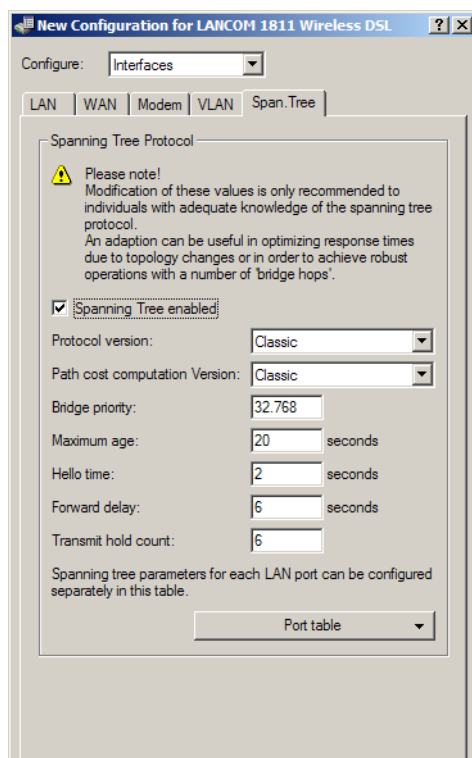 New Configuration for LANCOM 1811 Wireless DSL
Configure: Interfaces
LAN WAN Modem VLAN Span.Tree
Spanning Tree Protocol
Please note!
Modification of these values is only recommended to
individuals with adequate knowledge of the spanning tree
protocol.
An adaption can be useful in optimizing response times
due to topology changes or in order to achieve robust
operations with a number of 'bridge hops'.
Spanning Tree enabled
Protocol version: Classic
Path cost computation Version: Classic
Bridge priority: 32.768
Maximum age: 20 seconds
Hello time: 2 seconds
Forward delay: 6 seconds
Transmit hold count: 6
Spanning tree parameters for each LAN port can be configured
separately in this table.
Port table